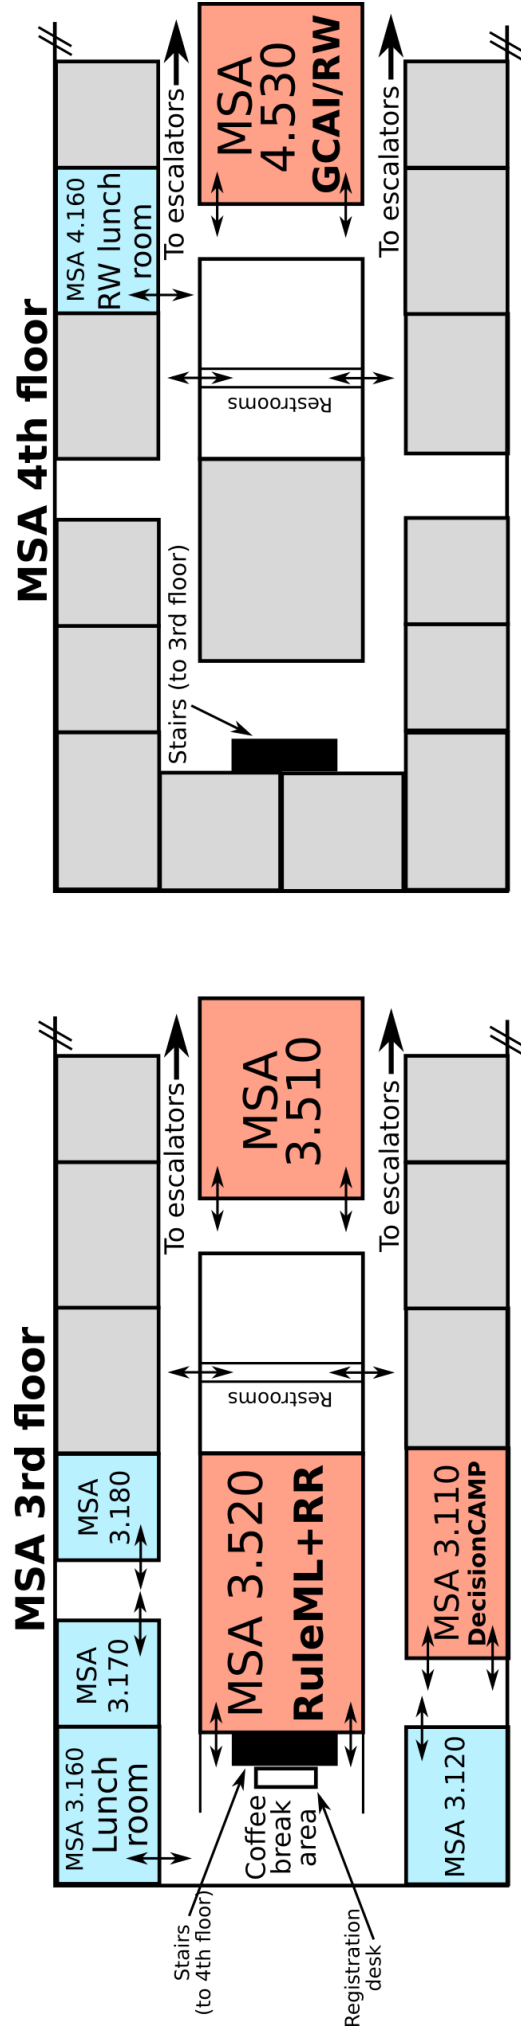 MSA 4th floor
MSA 4.160
RW lunch
room
To escalators
MSA
4.530
GCAI/RW
To escalators
Restrooms
Stairs (to 3rd floor)
MSA 3rd floor
To escalators
MSA
3.510
To escalators
Restrooms
MSA
3.180
MSA
3.170
MSA 3.160
Lunch
room
MSA 3.520
RuleML+RR
MSA 3.110
DecisionCAMP
MSA 3.120
Coffee
break
area
Stairs
(to 4th floor)
Registration
desk